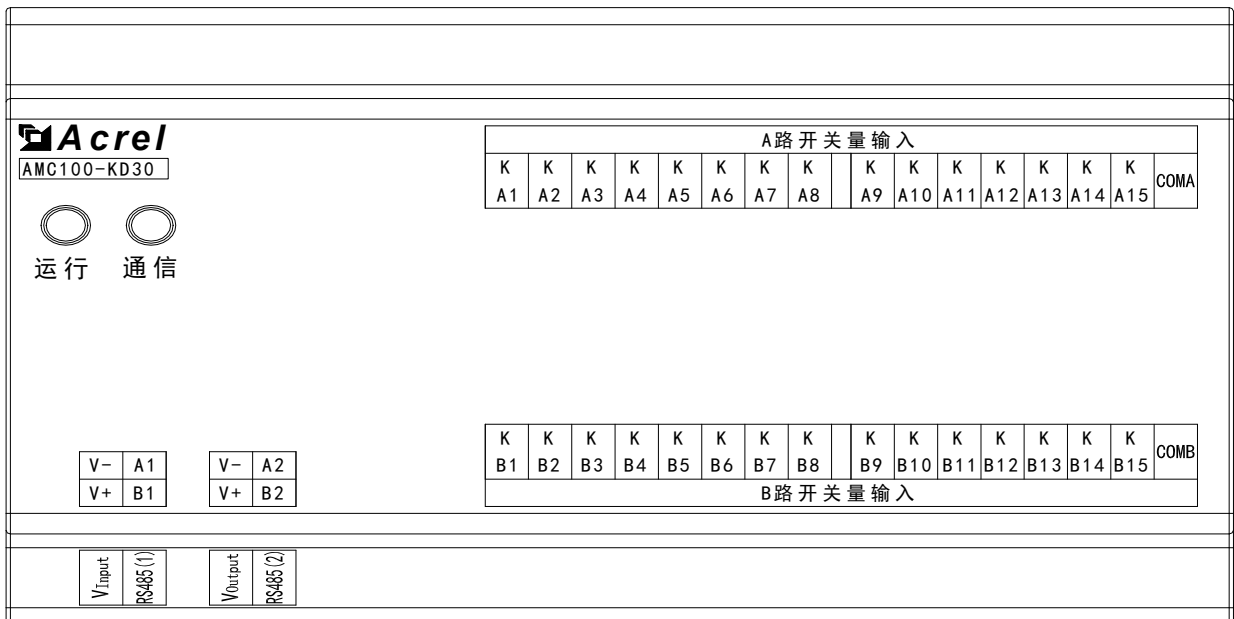 Acrel
AMC100-KD30
运行 通信
A路开关量输入
K K K K K K K K K K K K K K K COMA
A1 A2 A3 A4 A5 A6 A7 A8 A9 A10 A11 A12 A13 A14 A15
K K K K K K K K K K K K K K K COMB
B1 B2 B3 B4 B5 B6 B7 B8 B9 B10 B11 B12 B13 B14 B15
B路开关量输入
V- A1 V- A2
V+ B1 V+ B2
VInput RS485(1) VOutput RS485(2)